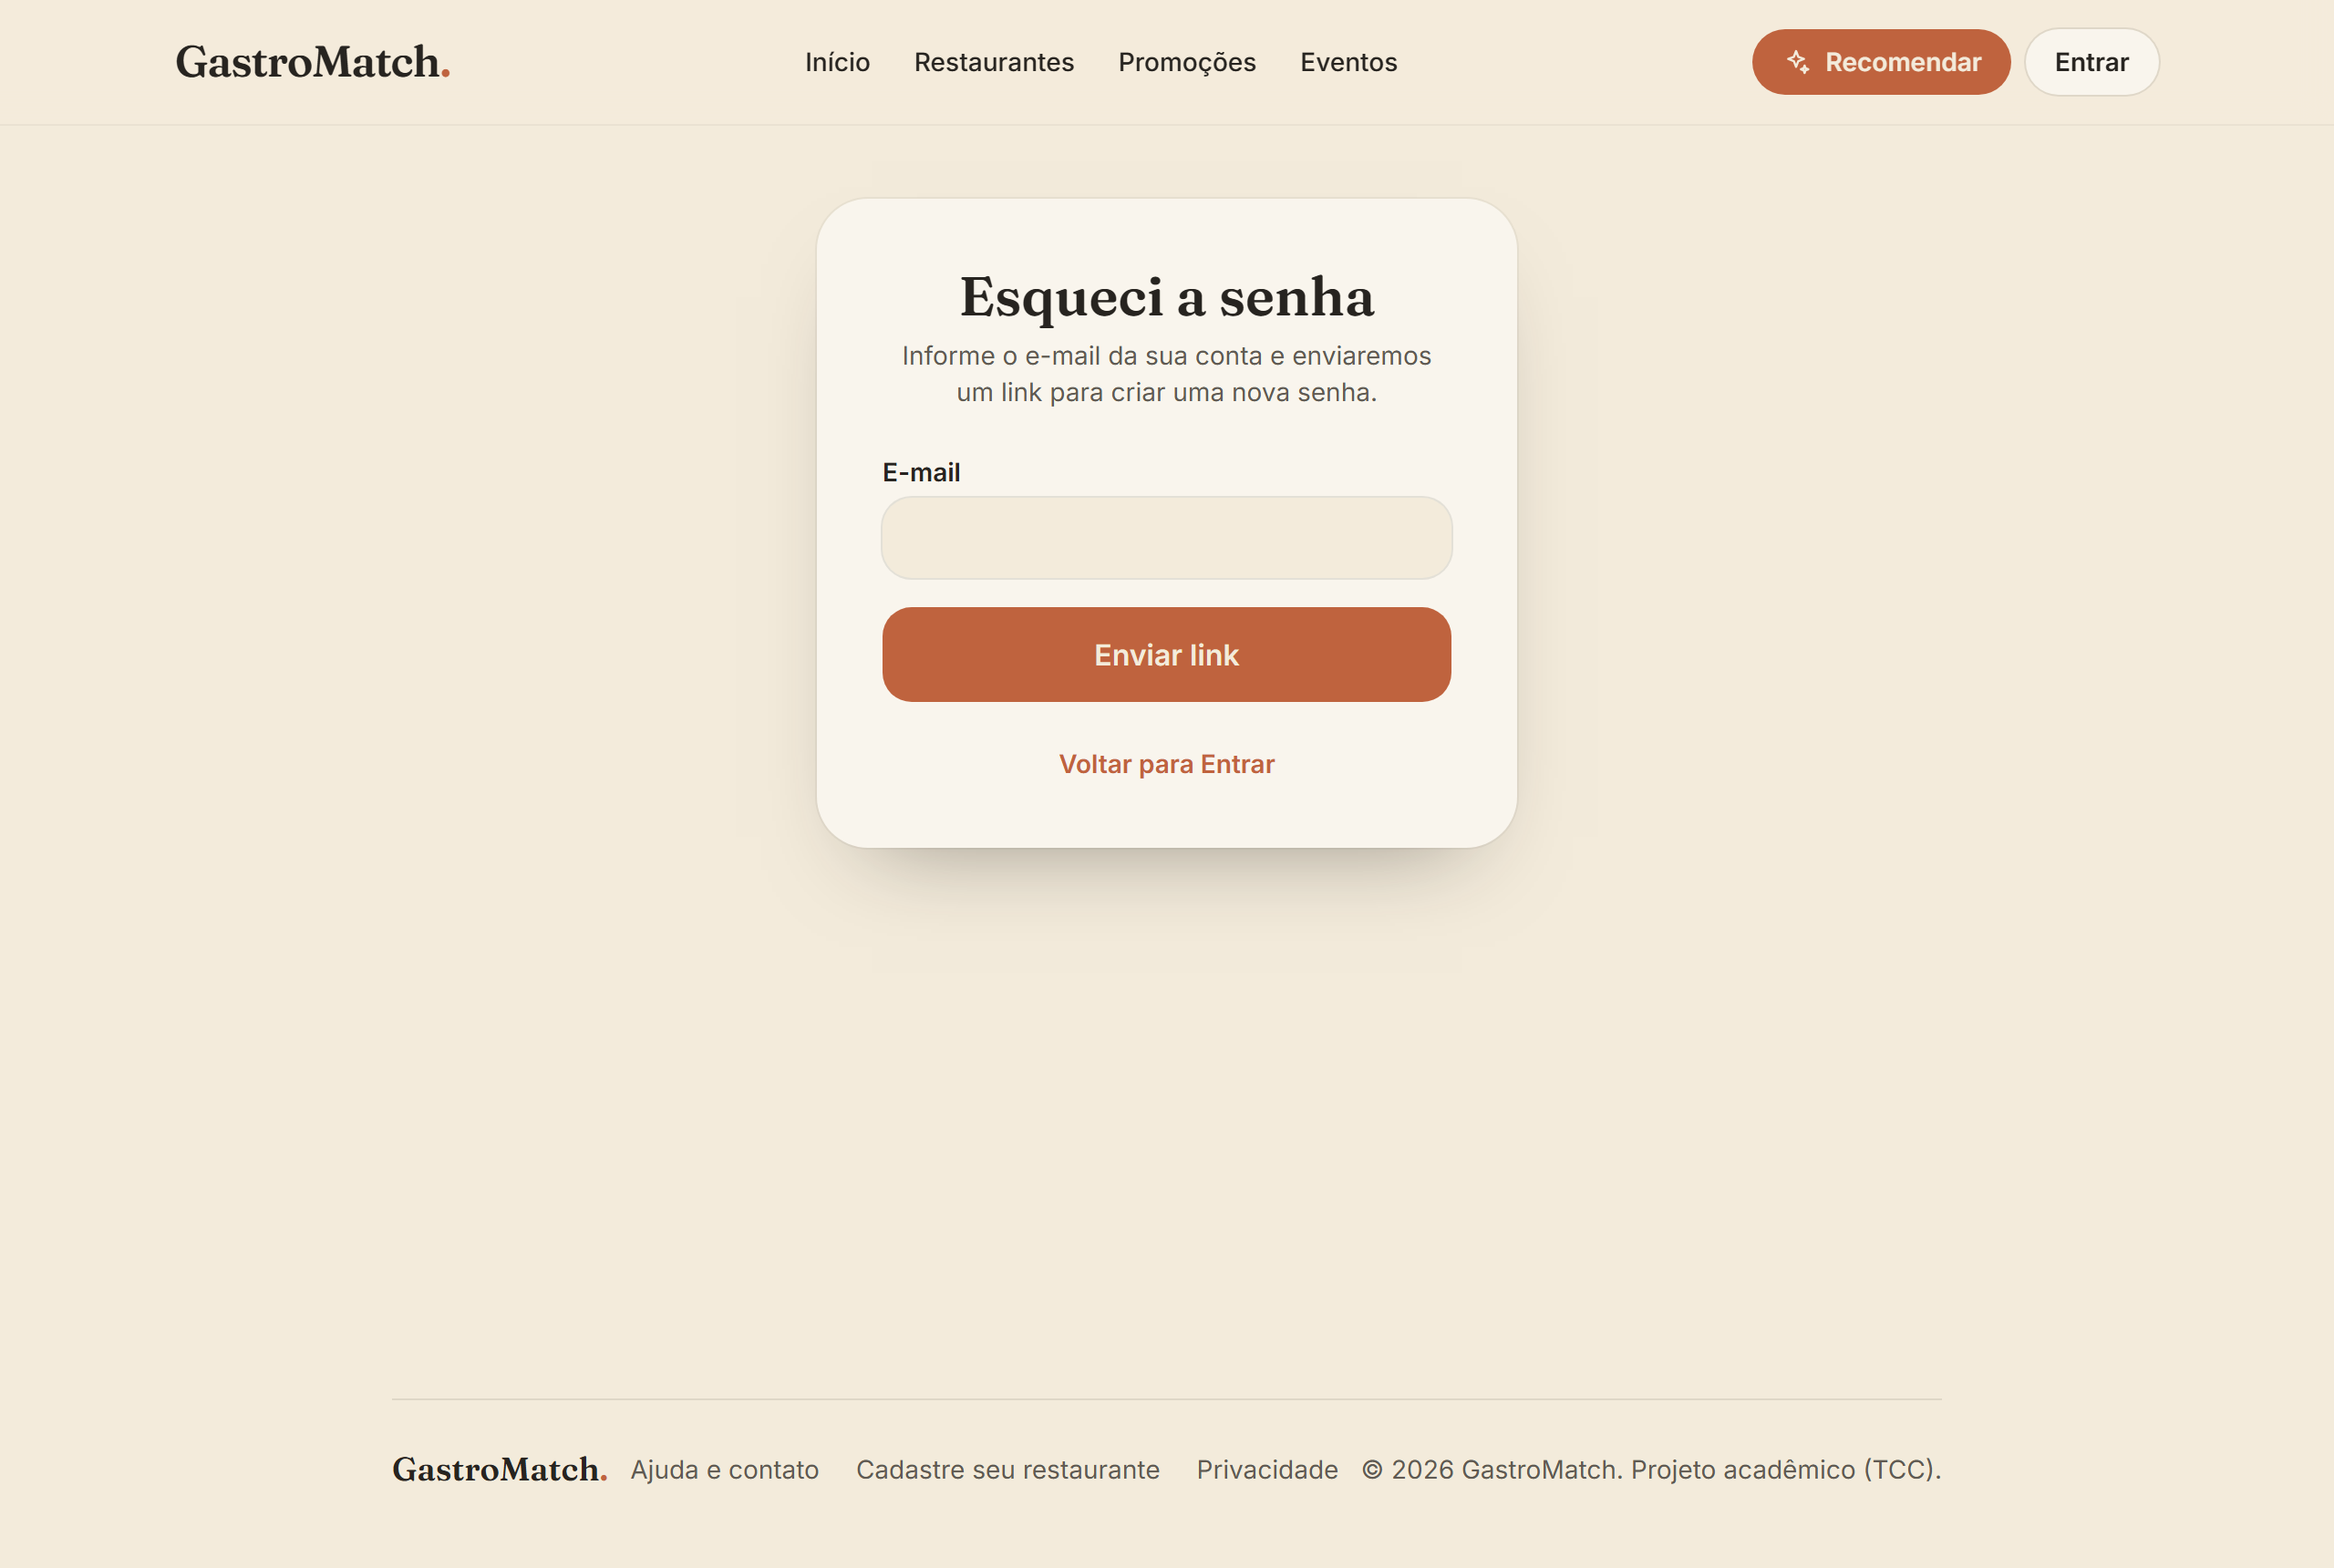 GastroMatch.
Início
Restaurantes
Promoções
Eventos
Recomendar
Entrar
Esqueci a senha
Informe o e-mail da sua conta e enviaremos
um link para criar uma nova senha.
E-mail
Enviar link
Voltar para Entrar
GastroMatch.
Ajuda e contato
Cadastre seu restaurante
Privacidade
© 2026 GastroMatch. Projeto acadêmico (TCC).